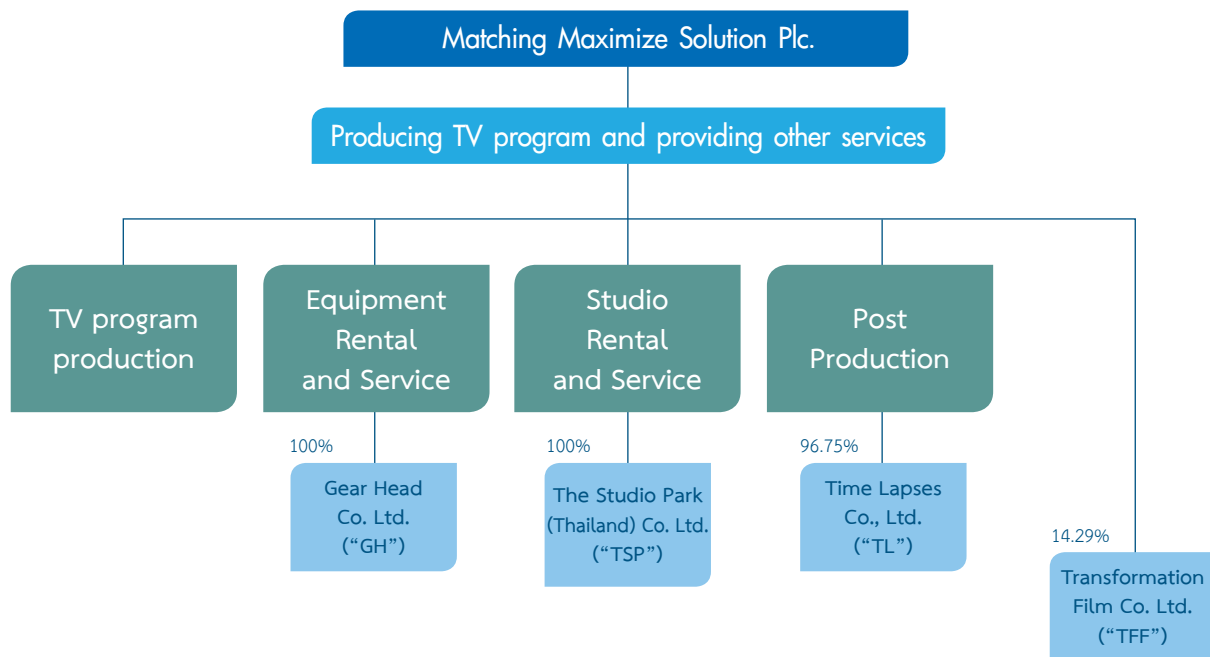 Matching Maximize Solution Plc.
Producing TV program and providing other services
TV program
production
Equipment
Rental
and Service
Studio
Rental
and Service
Post
Production
100%
Gear Head
Co. Ltd.
(“GH”)
100%
The Studio Park
(Thailand) Co. Ltd.
(“TSP”)
96.75%
Time Lapses
Co., Ltd.
(“TL”)
14.29%
Transformation
Film Co. Ltd.
(“TFF”)